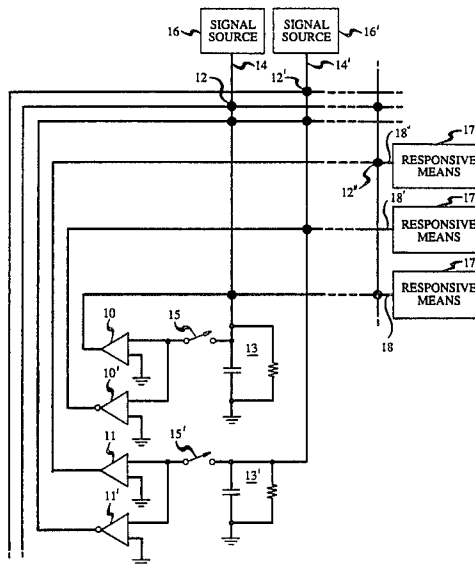 16 SIGNAL SOURCE
SIGNAL SOURCE 16'
12 14 12' 14'
18' 17
RESPONSIVE MEANS
12"
18' 17
RESPONSIVE MEANS
17
RESPONSIVE MEANS
18
10 15 13
10'
11 15' 13'
11'